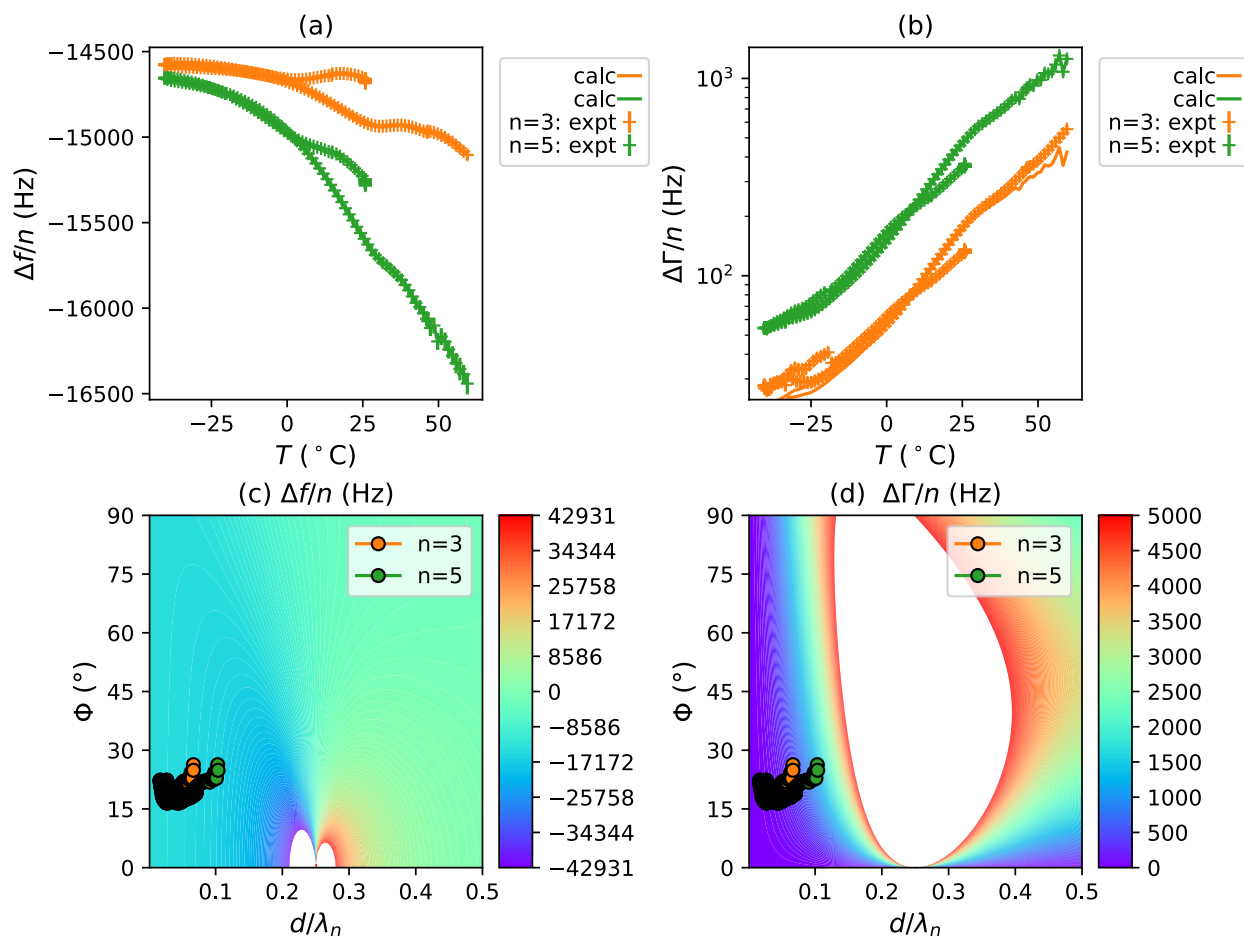 (a)
Δf/n (Hz)
−14500
−15000
−15500
−16000
−16500
−25
0
25
50
T (°C)
calc
calc
n=3: expt
n=5: expt
(b)
ΔΓ/n (Hz)
10³
10²
−25
0
25
50
T (°C)
calc
calc
n=3: expt
n=5: expt
(c) Δf/n (Hz)
Φ (°)
90
75
60
45
30
15
0
0.1
0.2
0.3
0.4
0.5
d/λₙ
n=3
n=5
42931
34344
25758
17172
8586
0
−8586
−17172
−25758
−34344
−42931
(d) ΔΓ/n (Hz)
Φ (°)
90
75
60
45
30
15
0
0.1
0.2
0.3
0.4
0.5
d/λₙ
n=3
n=5
5000
4500
4000
3500
3000
2500
2000
1500
1000
500
0